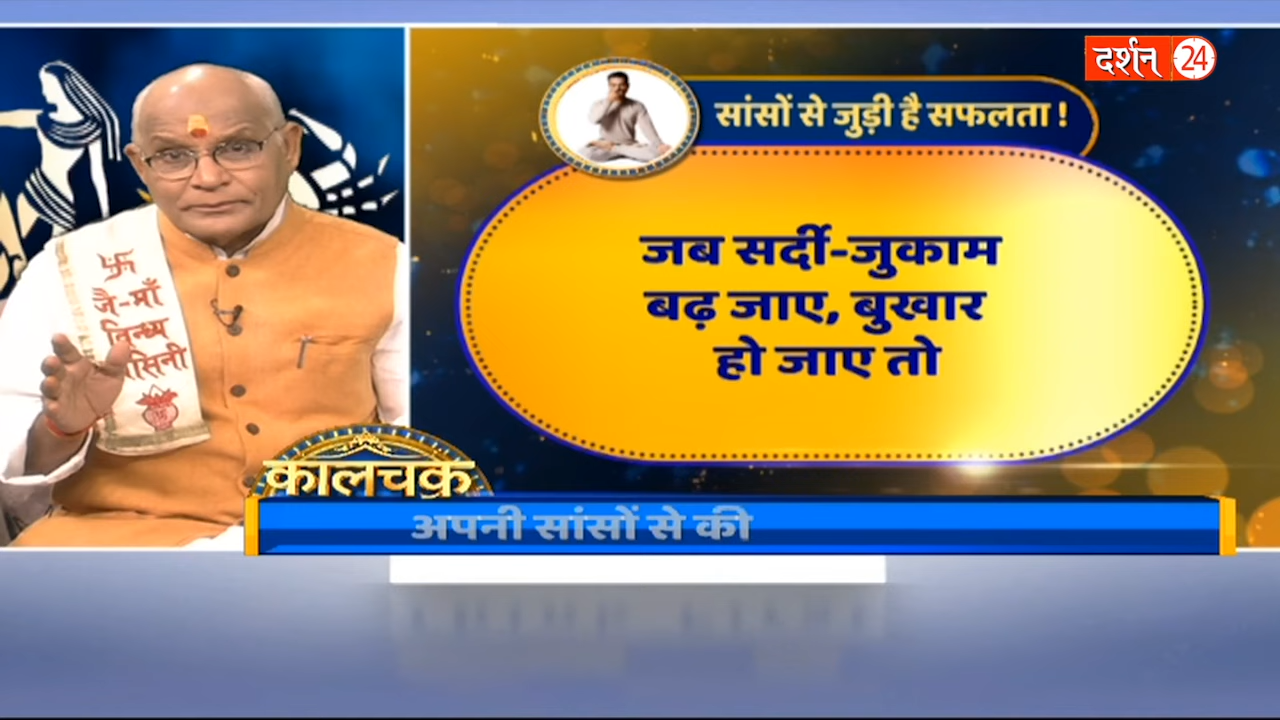 दर्शन 24
सांसों से जुड़ी है सफलता !
जब सर्दी-जुकाम
बढ़ जाए, बुखार
हो जाए तो
जै-माँ
विन्ध्य
सिनी
कालचक्र
अपनी सांसों से की